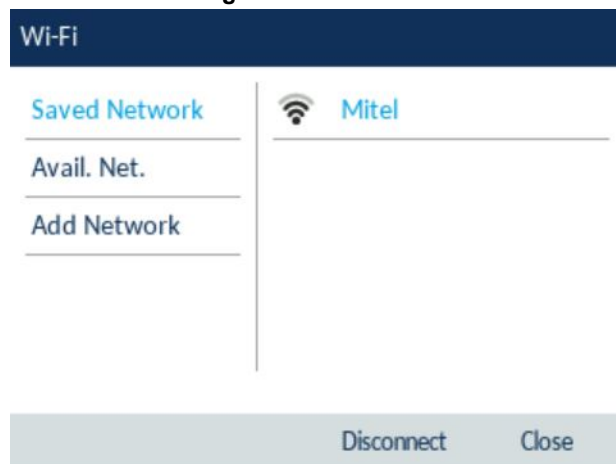 Wi-Fi
Saved Network
Mitel
Avail. Net.
Add Network
Disconnect Close